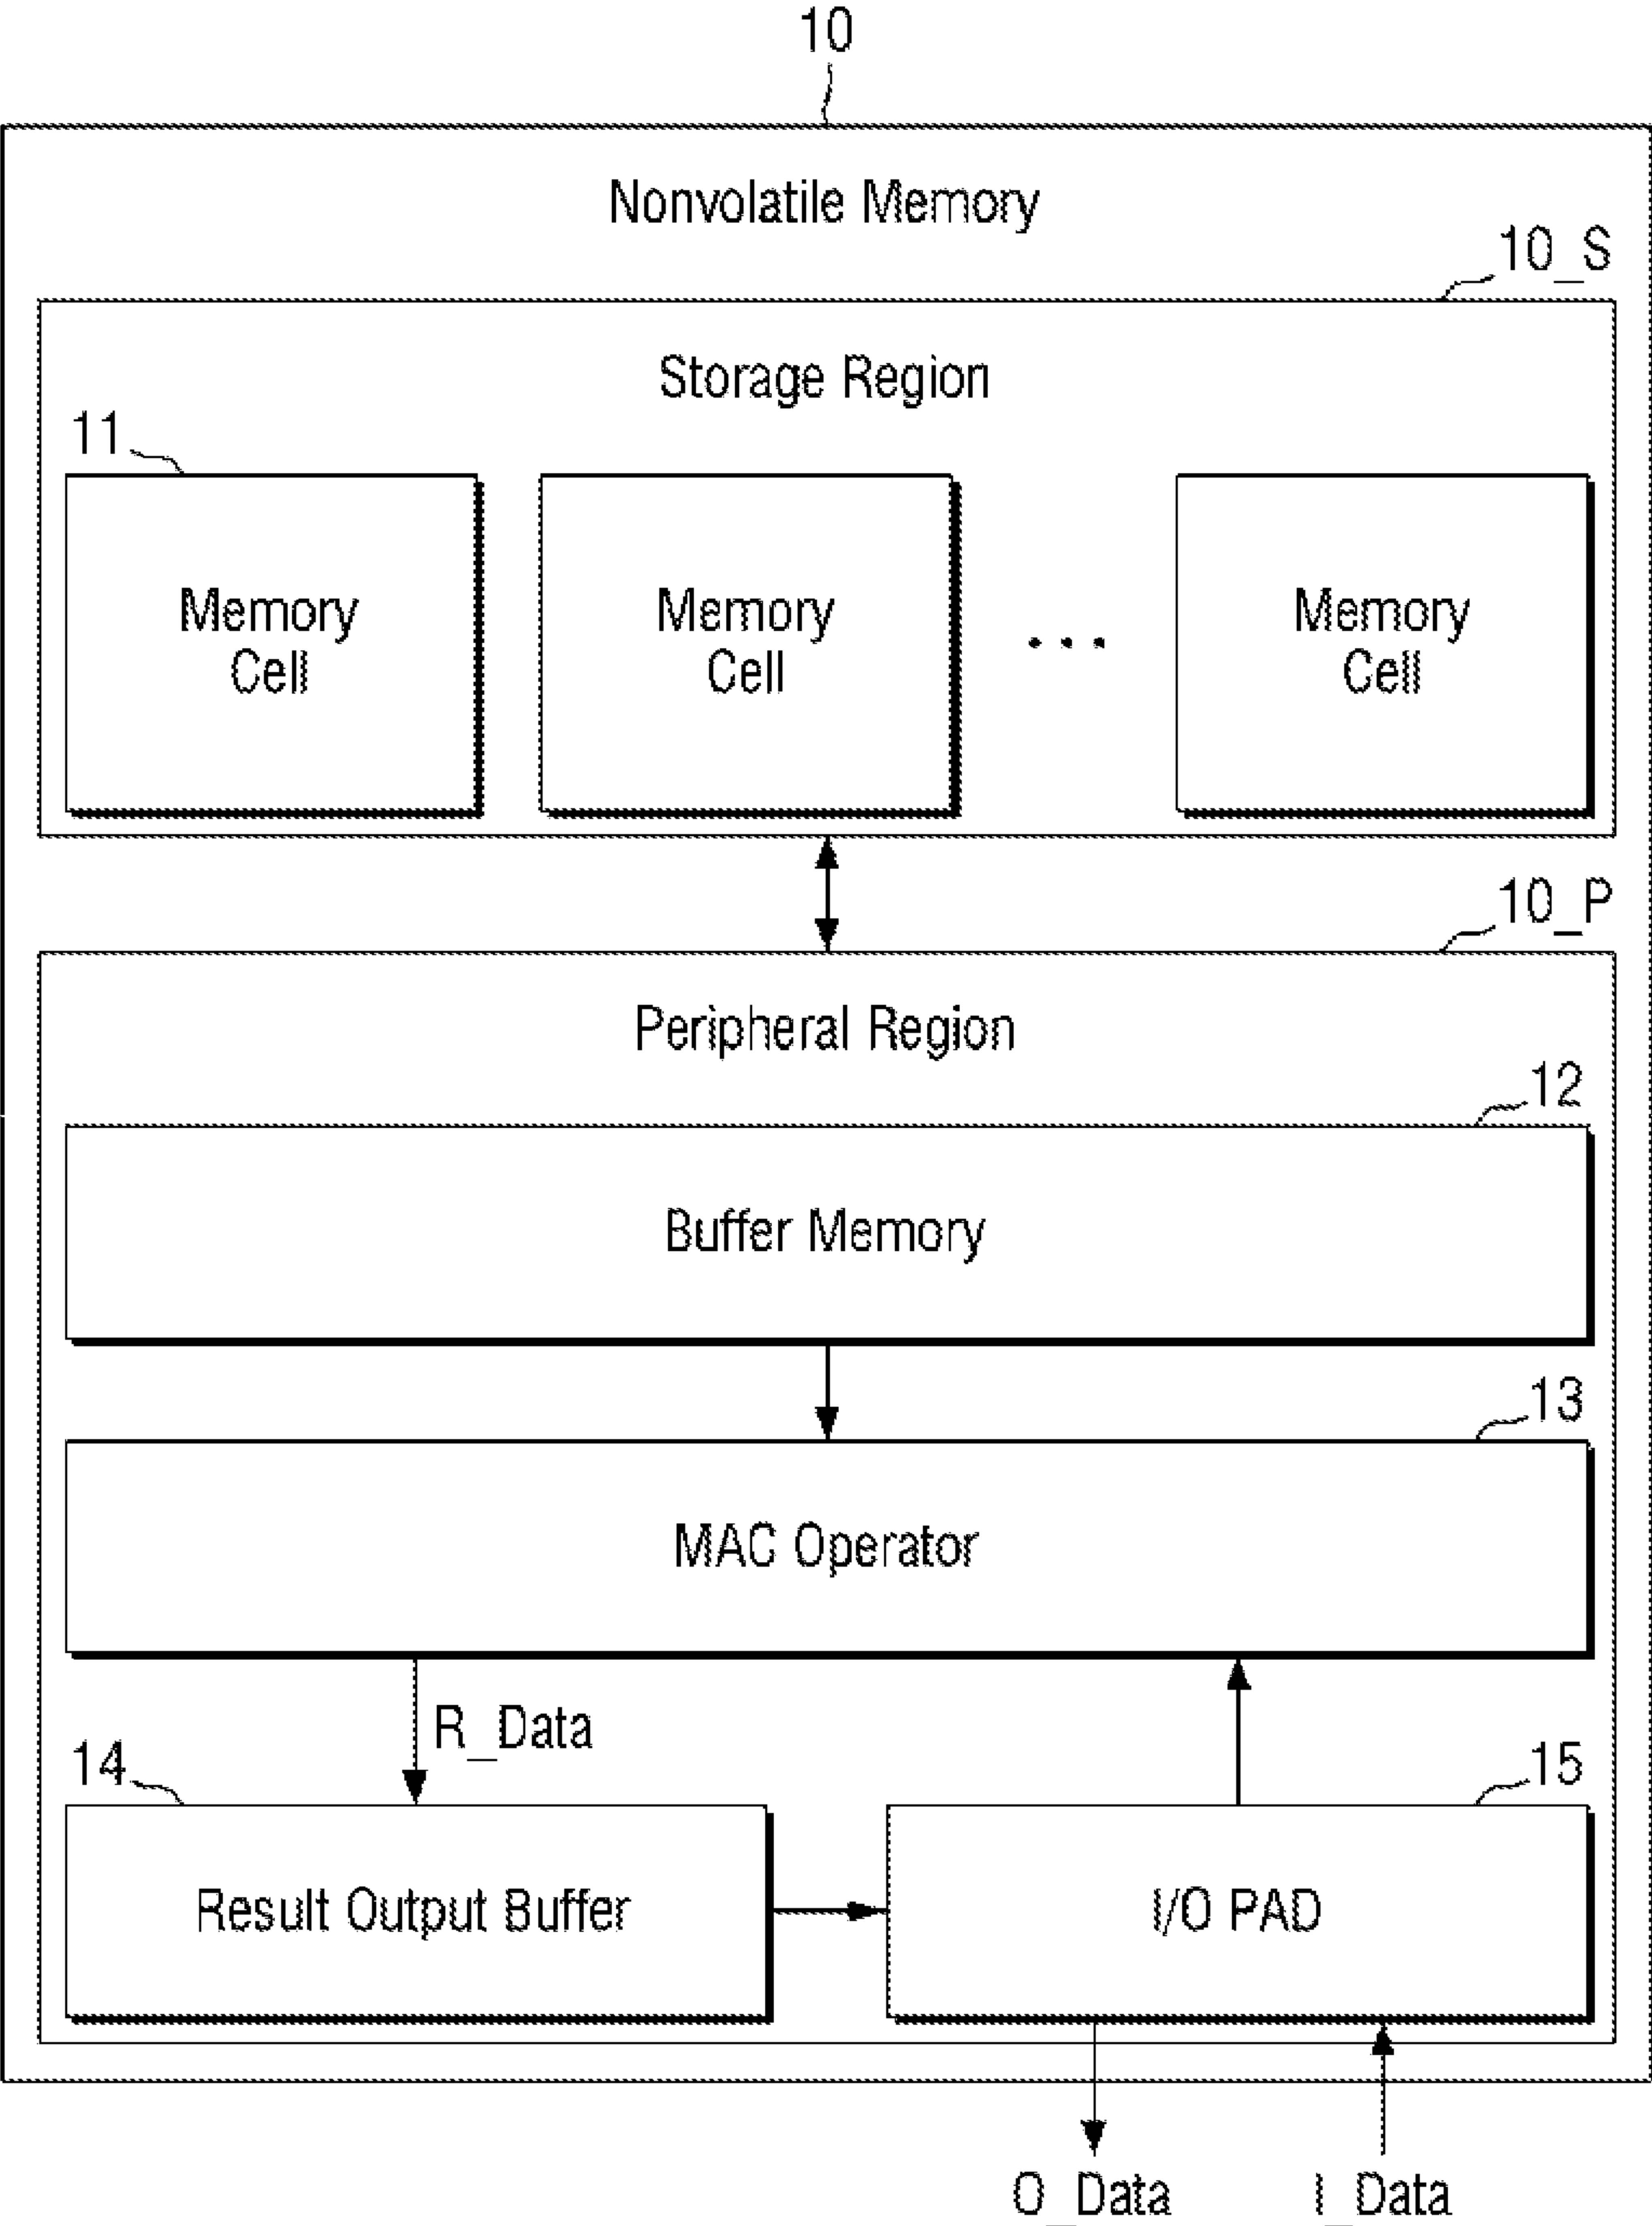 10
Nonvolatile Memory
10_S
Storage Region
11
Memory
Cell
Memory
Cell
...
Memory
Cell
10_P
Peripheral Region
12
Buffer Memory
13
MAC Operator
R_Data
14
15
Result Output Buffer
I/O PAD
O_Data
I_Data